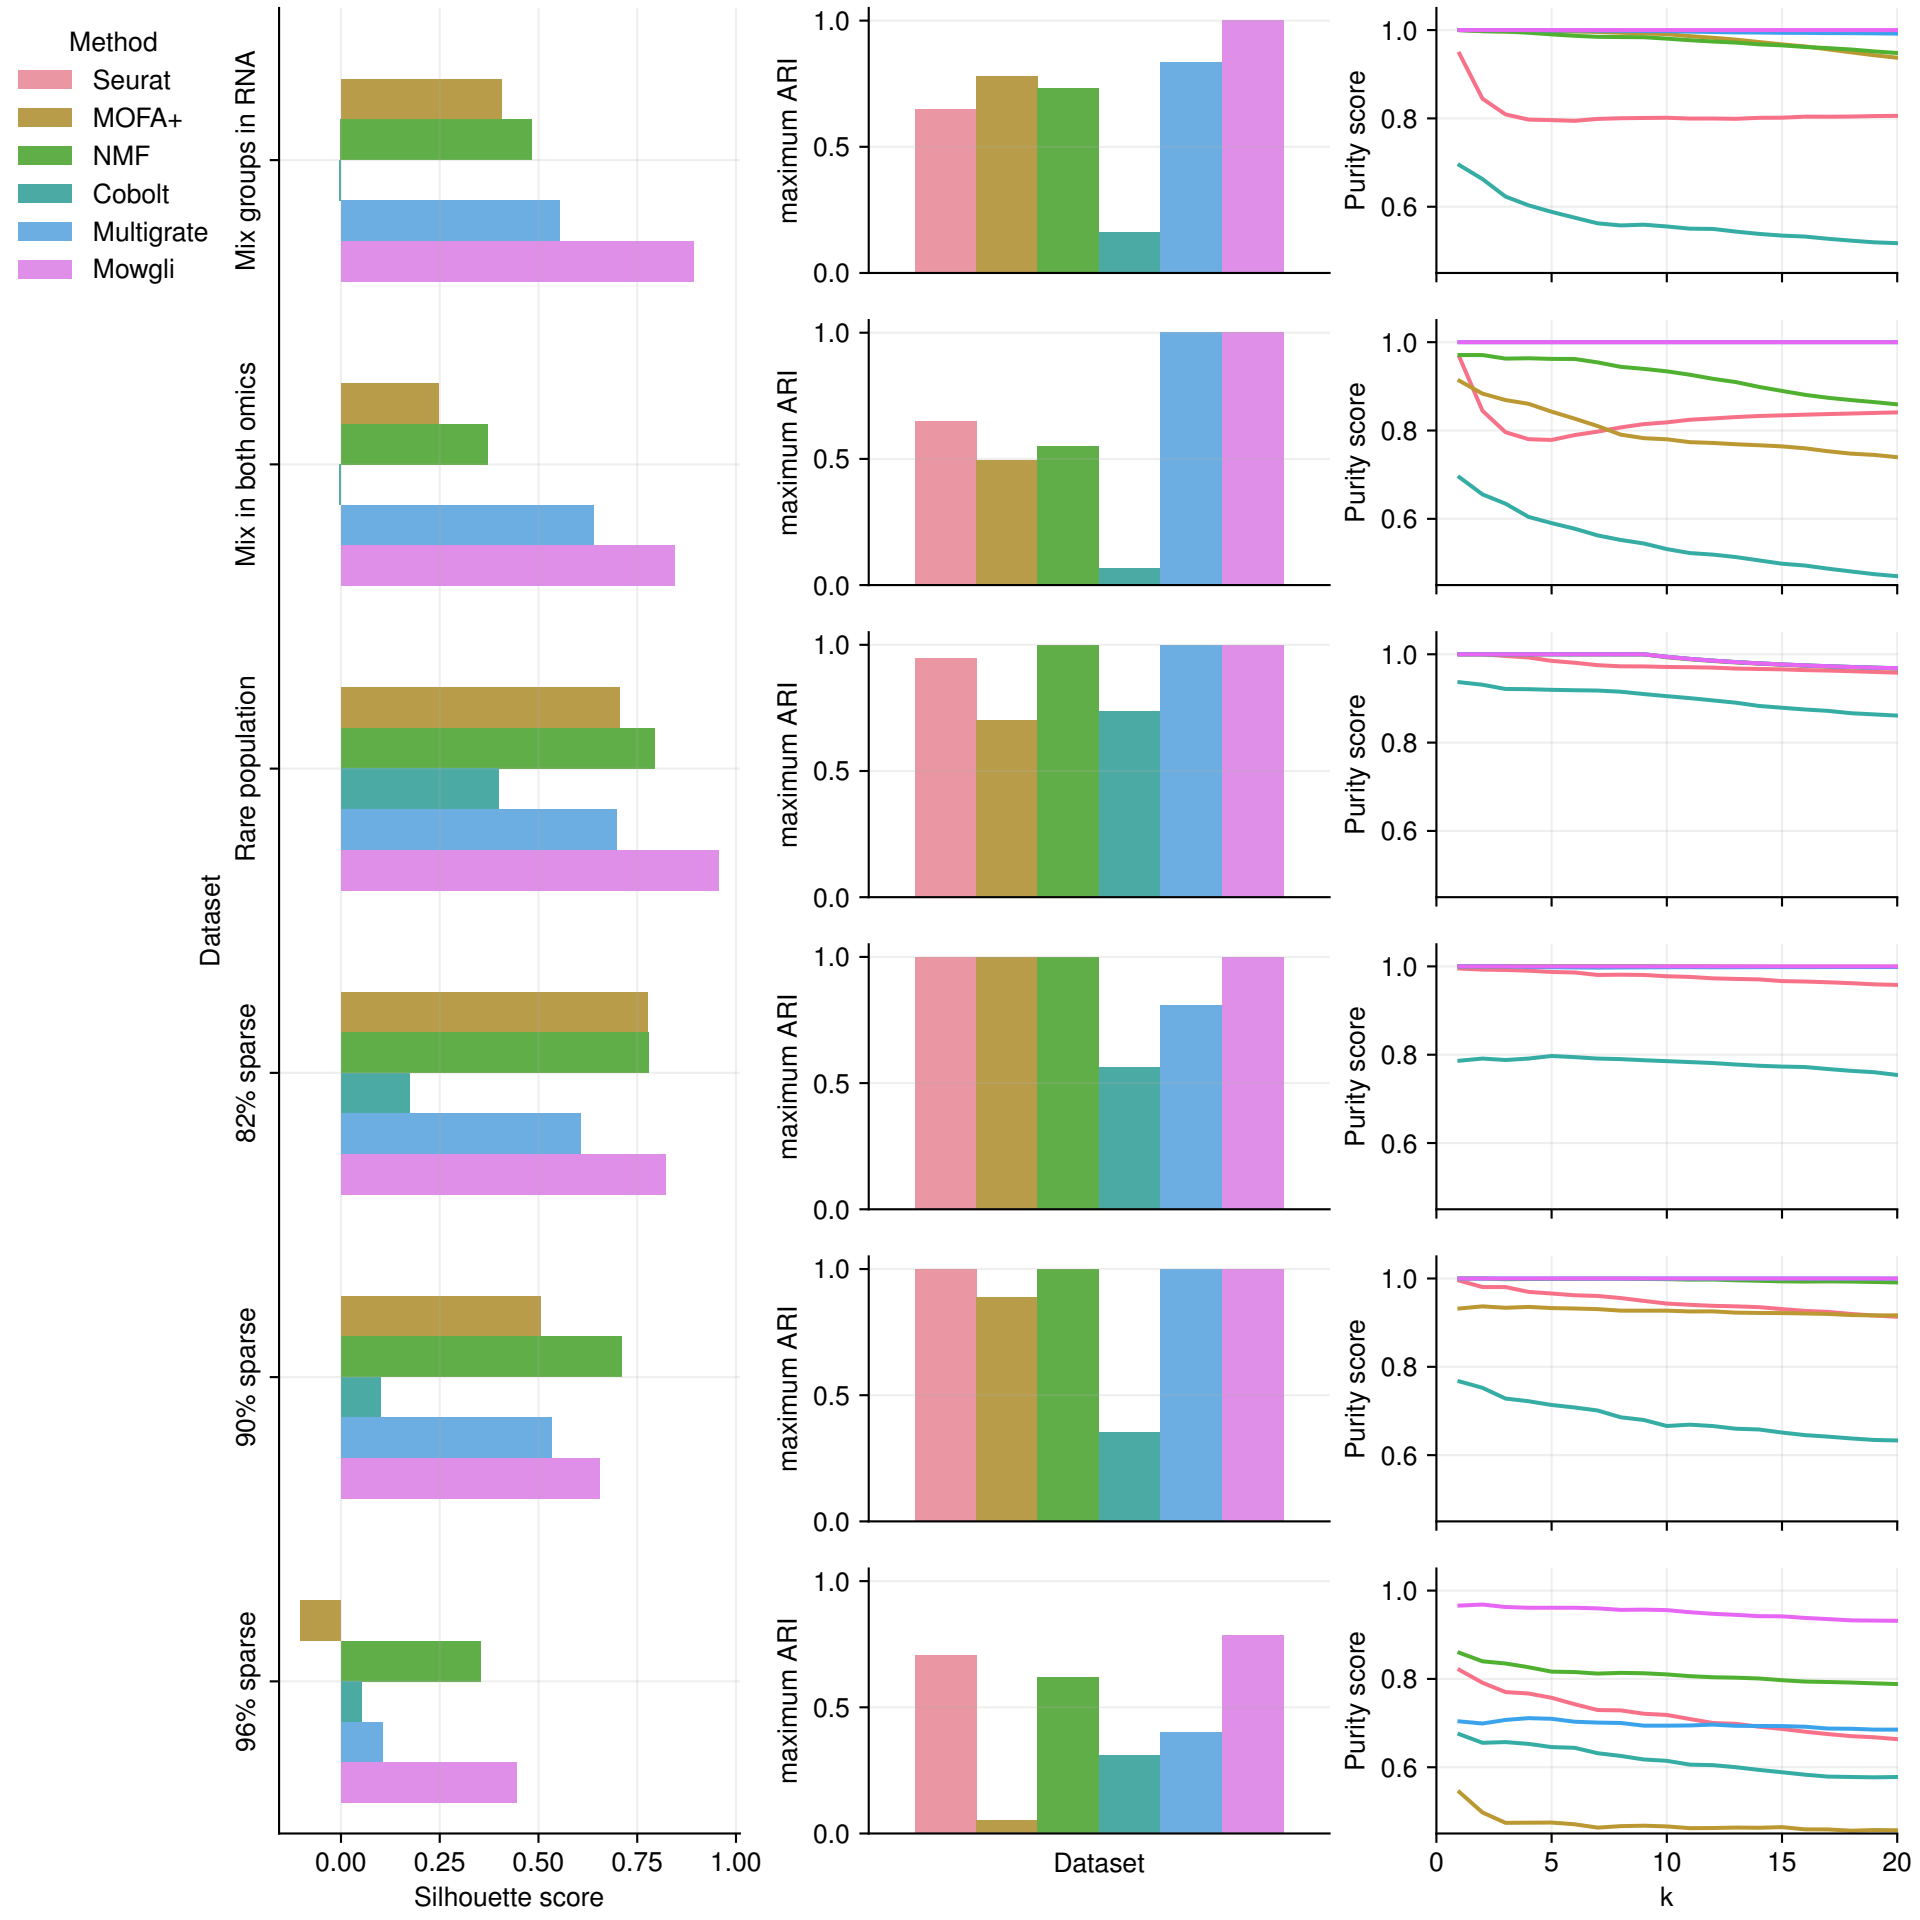 Method
Seurat
MOFA+
NMF
Cobolt
Multigrate
Mowgli
Dataset
Mix groups in RNA
Mix in both omics
Rare population
82% sparse
90% sparse
96% sparse
0.00 0.25 0.50 0.75 1.00
Silhouette score
maximum ARI
1.0
0.5
0.0
maximum ARI
1.0
0.5
0.0
maximum ARI
1.0
0.5
0.0
maximum ARI
1.0
0.5
0.0
maximum ARI
1.0
0.5
0.0
maximum ARI
1.0
0.5
0.0
Dataset
Purity score
1.0
0.8
0.6
Purity score
1.0
0.8
0.6
Purity score
1.0
0.8
0.6
Purity score
1.0
0.8
0.6
Purity score
1.0
0.8
0.6
Purity score
1.0
0.8
0.6
0 5 10 15 20
k